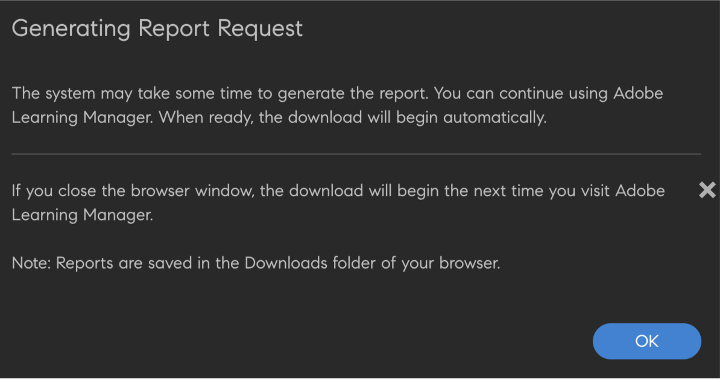 Generating Report Request
The system may take some time to generate the report. You can continue using Adobe
Learning Manager. When ready, the download will begin automatically.
If you close the browser window, the download will begin the next time you visit Adobe
Learning Manager.
Note: Reports are saved in the Downloads folder of your browser.
OK